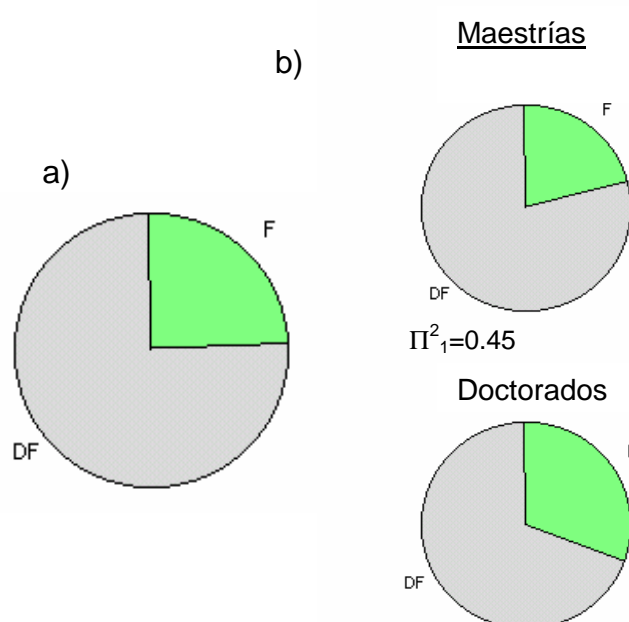 b)
Maestrías
F
DF
Π²₁=0.45
a)
F
DF
Doctorados
DF